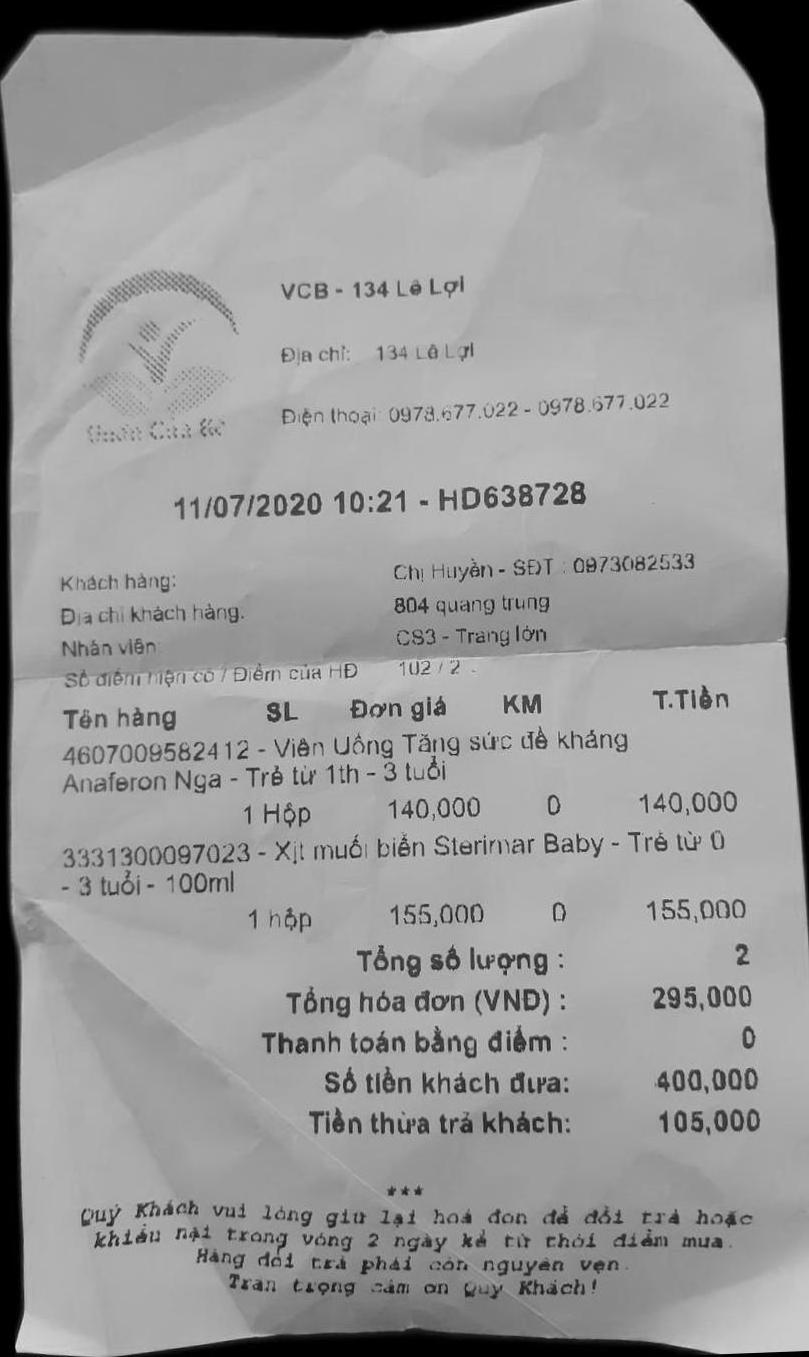 VCB - 134 Lê Lợi
Địa chỉ: 134 Lê Lợi
Điện thoại: 0978.677.022 - 0978.677.022
Của
11/07/2020 10:21 - HD638728
Khách hàng: Chị Huyền - SĐT : 0973082533
Địa chỉ khách hàng: 804 quang trung
Nhân viên: CS3 - Trang lớn
Số điểm hiện có / Điểm của HĐ 102 / 2
Tên hàng SL Đơn giá KM T.Tiền
4607009582412 - Viên Uống Tăng sức đề kháng
Anaferon Nga - Trẻ từ 1th - 3 tuổi
1 Hộp 140,000 0 140,000
3331300097023 - Xịt muối biển Sterimar Baby - Trẻ từ 0
- 3 tuổi - 100ml
1 hộp 155,000 0 155,000
Tổng số lượng : 2
Tổng hóa đơn (VNĐ) : 295,000
Thanh toán bằng điểm : 0
Số tiền khách đưa: 400,000
Tiền thừa trả khách: 105,000
***
Quý Khách vui lòng giữ lại hoá đơn để đổi trả hoặc
khiếu nại trong vòng 2 ngày kể từ thời điểm mua.
Hàng đổi trả phải còn nguyên vẹn.
Trân trọng cảm ơn Quý Khách!